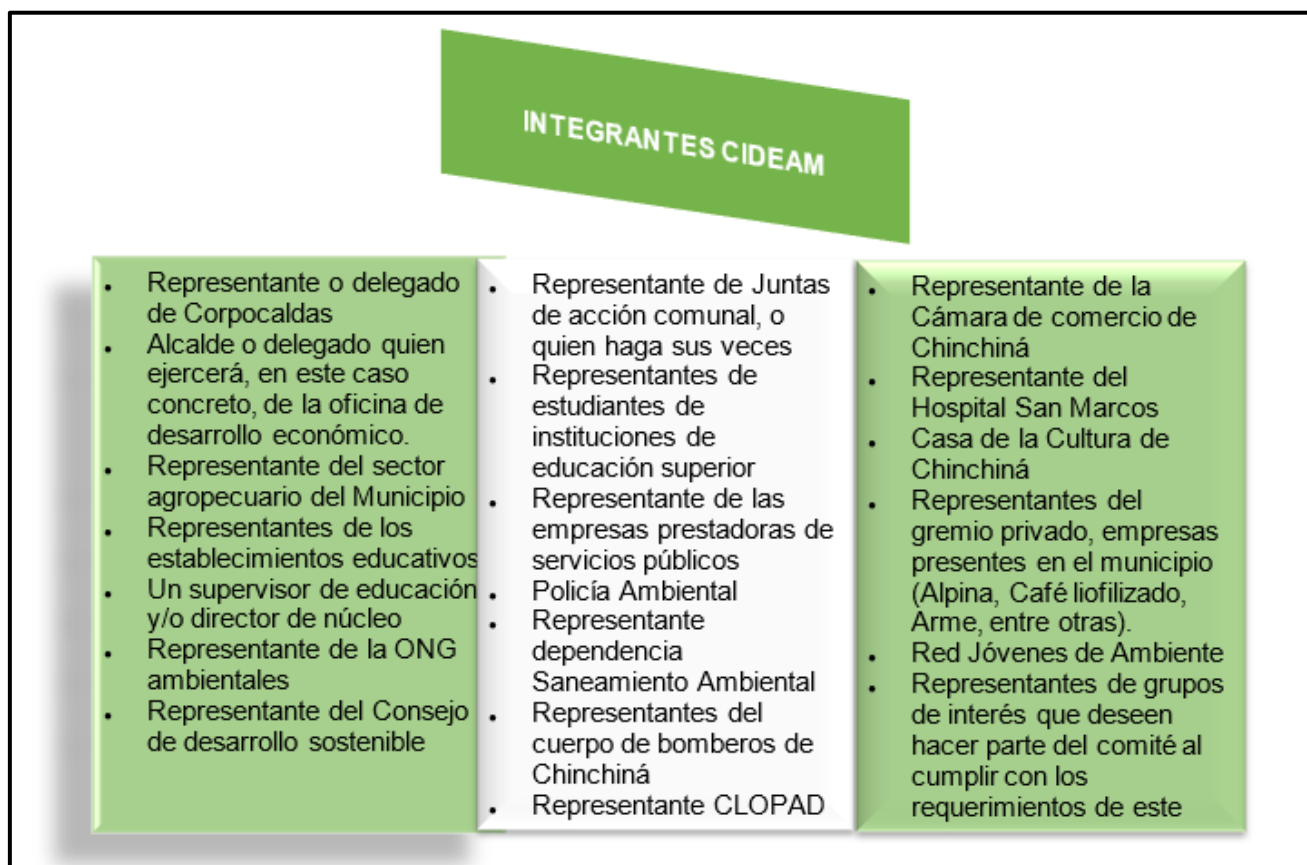 INTEGRANTES CIDEAM
• Representante o delegado
de Corpocaldas
• Alcalde o delegado quien
ejercerá, en este caso
concreto, de la oficina de
desarrollo económico.
• Representante del sector
agropecuario del Municipio
• Representantes de los
establecimientos educativos
• Un supervisor de educación
y/o director de núcleo
• Representante de la ONG
ambientales
• Representante del Consejo
de desarrollo sostenible
• Representante de Juntas
de acción comunal, o
quien haga sus veces
• Representantes de
estudiantes de
instituciones de
educación superior
• Representante de las
empresas prestadoras de
servicios públicos
• Policía Ambiental
• Representante
dependencia
Saneamiento Ambiental
• Representantes del
cuerpo de bomberos de
Chinchiná
• Representante CLOPAD
• Representante de la
Cámara de comercio de
Chinchiná
• Representante del
Hospital San Marcos
• Casa de la Cultura de
Chinchiná
• Representantes del
gremio privado, empresas
presentes en el municipio
(Alpina, Café liofilizado,
Arme, entre otras).
• Red Jóvenes de Ambiente
• Representantes de grupos
de interés que deseen
hacer parte del comité al
cumplir con los
requerimientos de este